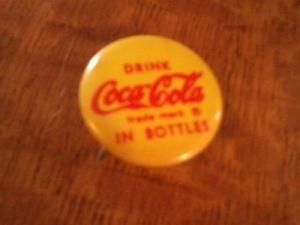 DRINK
Coca-Cola
trade mark ®
IN BOTTLES